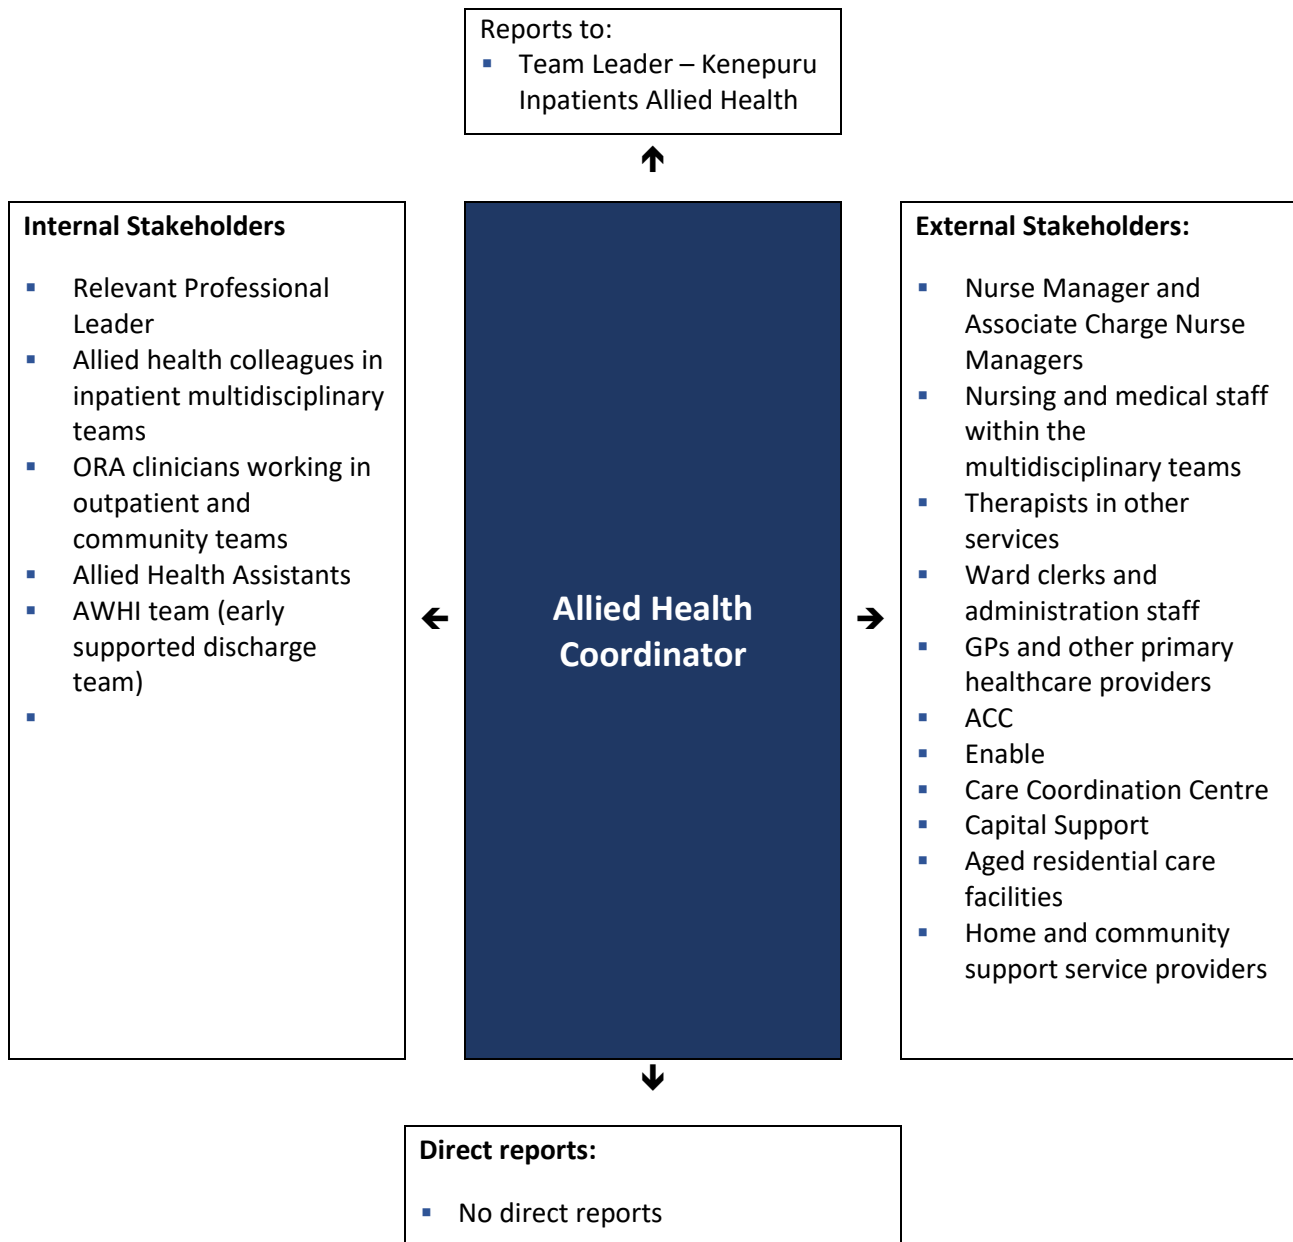 Reports to:
▪ Team Leader – Kenepuru
Inpatients Allied Health
Internal Stakeholders
▪ Relevant Professional
Leader
▪ Allied health colleagues in
inpatient multidisciplinary
teams
▪ ORA clinicians working in
outpatient and
community teams
▪ Allied Health Assistants
▪ AWHI team (early
supported discharge
team)
▪
Allied Health
Coordinator
External Stakeholders:
▪ Nurse Manager and
Associate Charge Nurse
Managers
▪ Nursing and medical staff
within the
multidisciplinary teams
▪ Therapists in other
services
▪ Ward clerks and
administration staff
▪ GPs and other primary
healthcare providers
▪ ACC
▪ Enable
▪ Care Coordination Centre
▪ Capital Support
▪ Aged residential care
facilities
▪ Home and community
support service providers
Direct reports:
▪ No direct reports